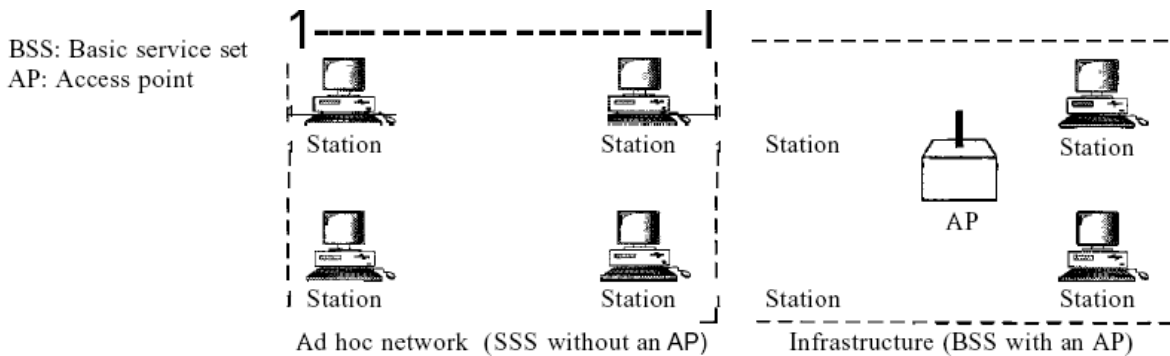 BSS: Basic service set
AP: Access point
Station Station Station Station
AP
Station Station Station Station
Ad hoc network (SSS without an AP) Infrastructure (BSS with an AP)